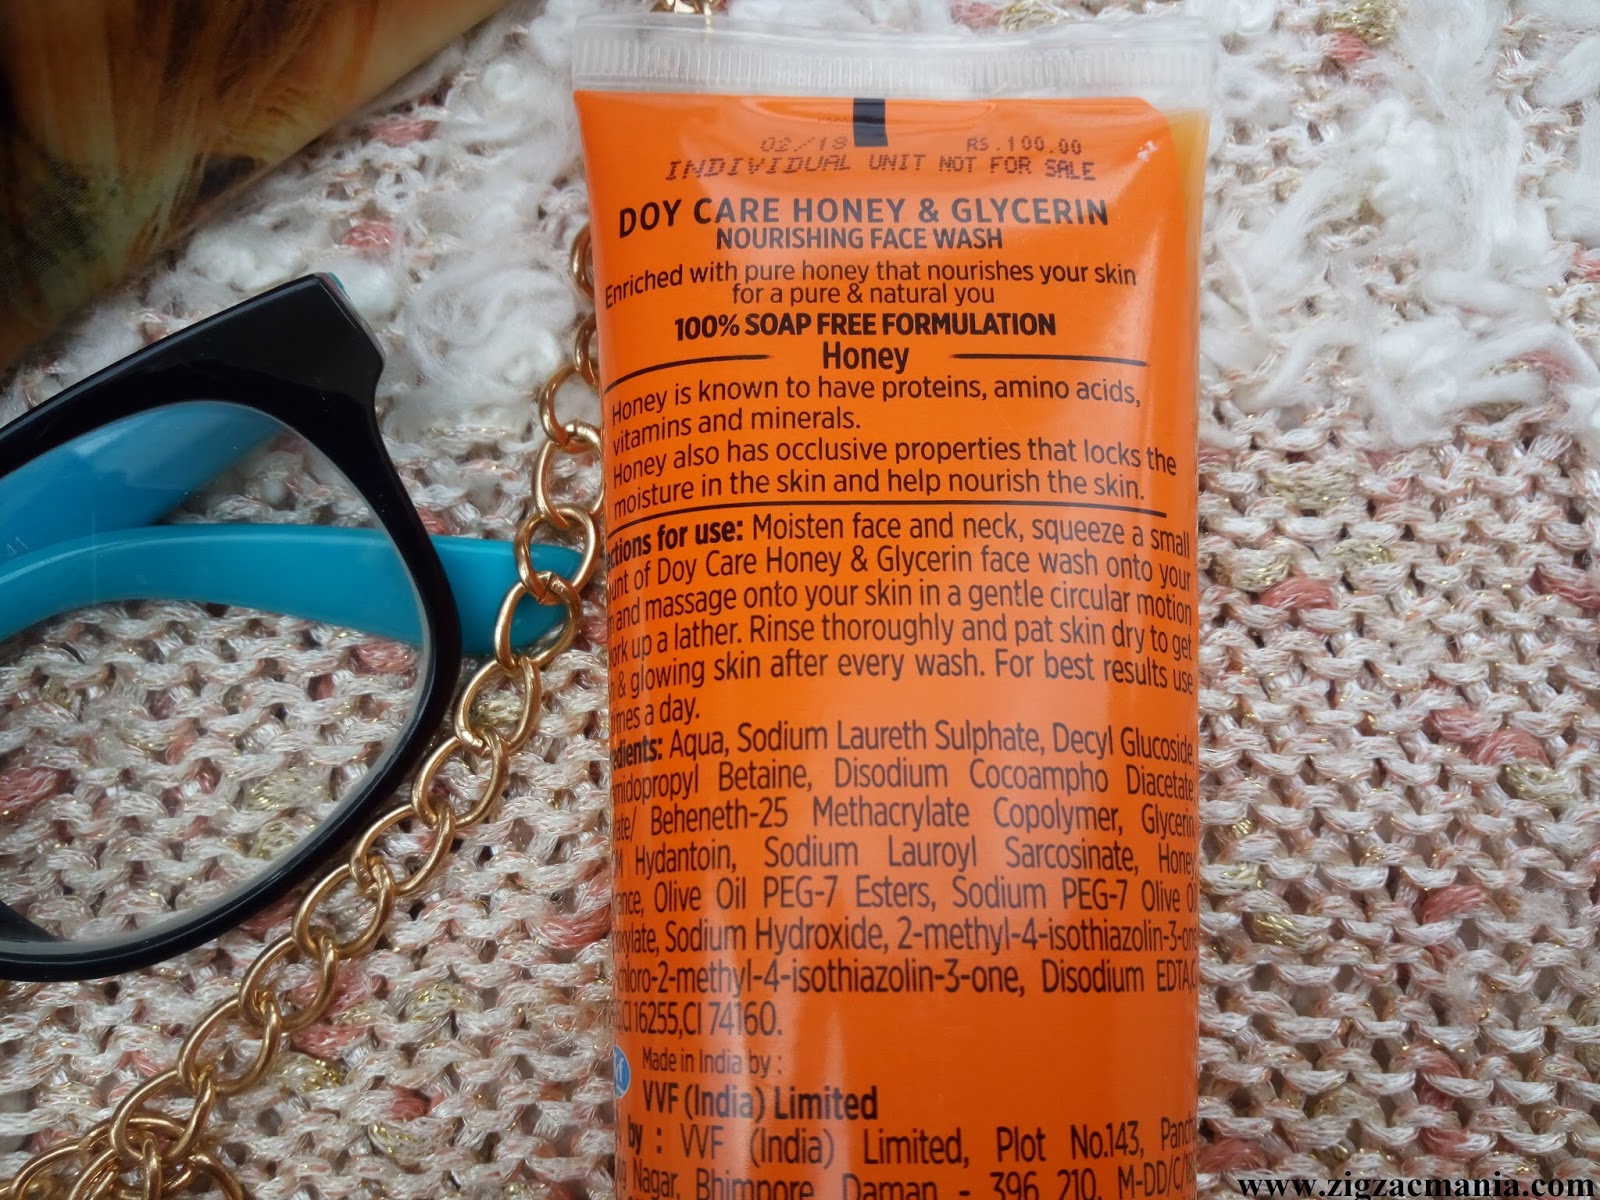 02/18 RS.100.00
INDIVIDUAL UNIT NOT FOR SALE
DOY CARE HONEY & GLYCERIN
NOURISHING FACE WASH
Enriched with pure honey that nourishes your skin
for a pure & natural you
100% SOAP FREE FORMULATION
Honey
Honey is known to have proteins, amino acids,
vitamins and minerals.
Honey also has occlusive properties that locks the
moisture in the skin and help nourish the skin.
ctions for use: Moisten face and neck, squeeze a small
unt of Doy Care Honey & Glycerin face wash onto your
and massage onto your skin in a gentle circular motion
ork up a lather. Rinse thoroughly and pat skin dry to get
& glowing skin after every wash. For best results use
imes a day.
edients: Aqua, Sodium Laureth Sulphate, Decyl Glucoside,
midopropyl Betaine, Disodium Cocoampho Diacetate,
ate/ Beheneth-25 Methacrylate Copolymer, Glycerin
M Hydantoin, Sodium Lauroyl Sarcosinate, Honey
ance, Olive Oil PEG-7 Esters, Sodium PEG-7 Olive Oil
oxylate, Sodium Hydroxide, 2-methyl-4-isothiazolin-3-one
chloro-2-methyl-4-isothiazolin-3-one, Disodium EDTA,C
CI 16255,CI 74160.
Made in India by :
VVF (India) Limited
by : VVF (India) Limited, Plot No.143, Panch
Nagar, Bhimpore, Daman - 396 210. M-DD/C/
www.zigzacmania.com